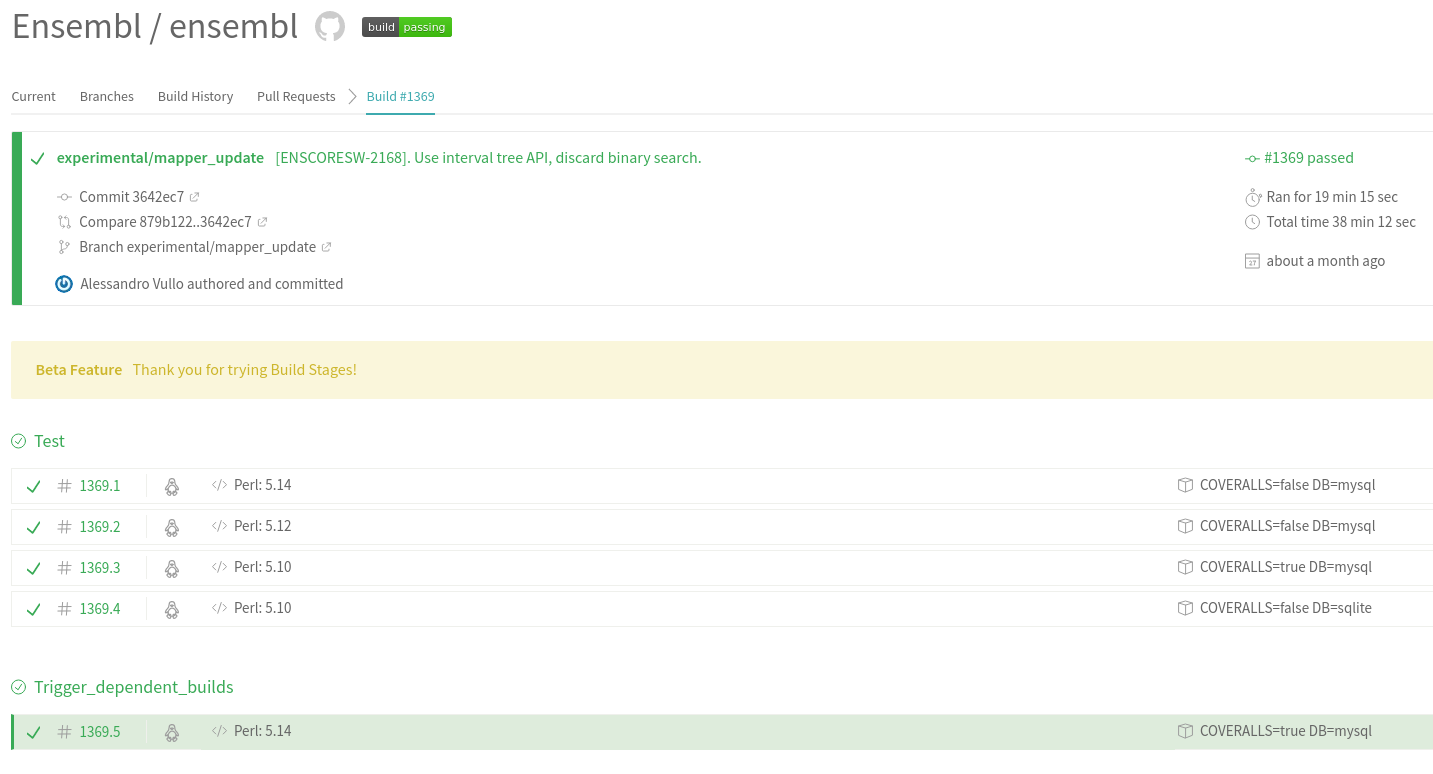 Ensembl / ensembl build passing
Current Branches Build History Pull Requests Build #1369
experimental/mapper_update [ENSCORESW-2168]. Use interval tree API, discard binary search. #1369 passed
Commit 3642ec7 Ran for 19 min 15 sec
Compare 879b122..3642ec7 Total time 38 min 12 sec
Branch experimental/mapper_update
27 about a month ago
Alessandro Vullo authored and committed
Beta Feature Thank you for trying Build Stages!
Test
# 1369.1 </> Perl: 5.14 COVERALLS=false DB=mysql
# 1369.2 </> Perl: 5.12 COVERALLS=false DB=mysql
# 1369.3 </> Perl: 5.10 COVERALLS=true DB=mysql
# 1369.4 </> Perl: 5.10 COVERALLS=false DB=sqlite
Trigger_dependent_builds
# 1369.5 </> Perl: 5.14 COVERALLS=true DB=mysql